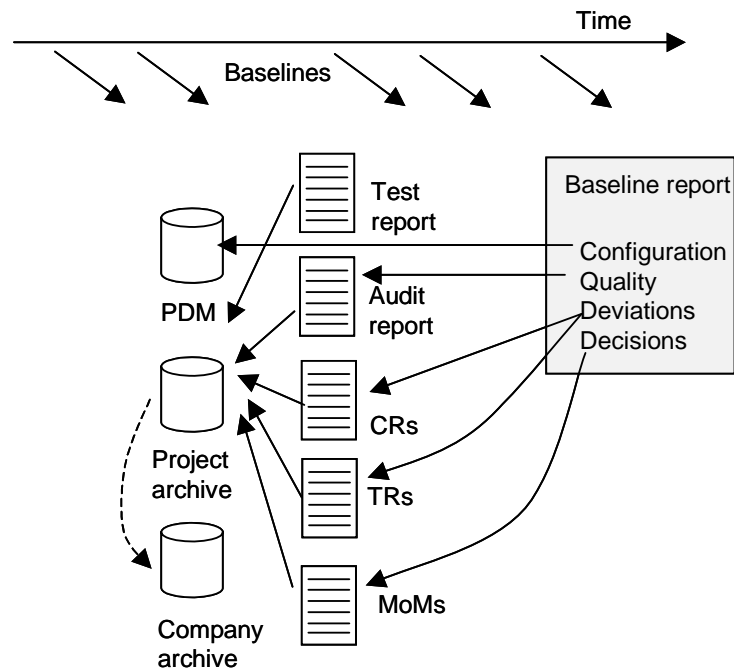 Time
Baselines
Test
report
Baseline report
Configuration
Quality
Deviations
Decisions
PDM
Audit
report
CRs
Project
archive
TRs
MoMs
Company
archive